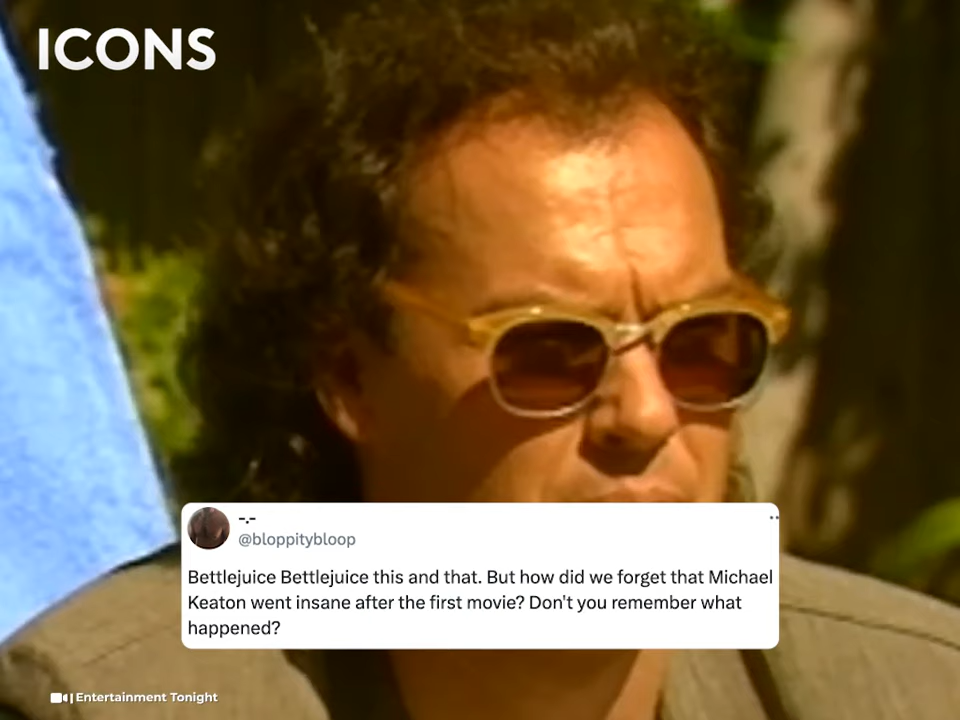 ICONS
-.-
@bloppitybloop
Bettlejuice Bettlejuice this and that. But how did we forget that Michael
Keaton went insane after the first movie? Don't you remember what
happened?
Entertainment Tonight